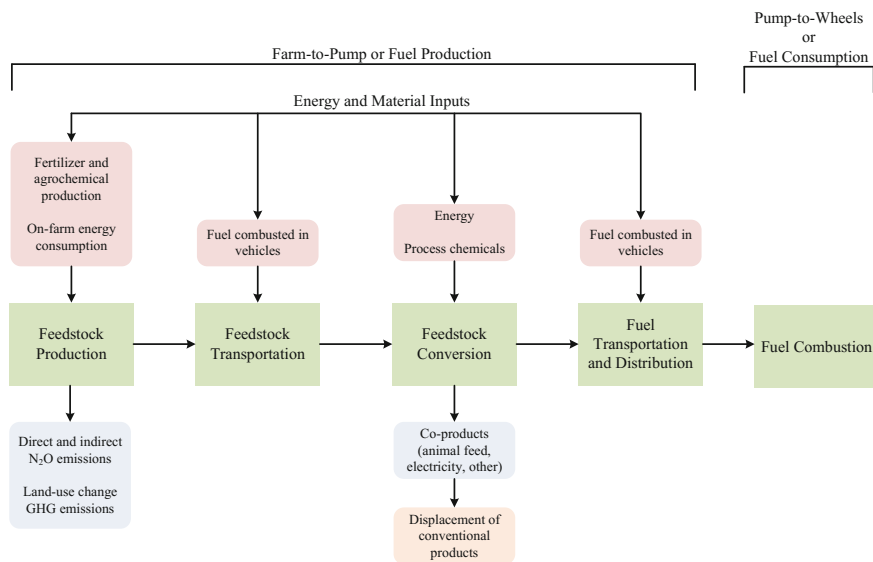 Pump-to-Wheels
or
Fuel Consumption
Farm-to-Pump or Fuel Production
Energy and Material Inputs
Fertilizer and
agrochemical
production
On-farm energy
consumption
Fuel combusted in
vehicles
Energy
Process chemicals
Fuel combusted in
vehicles
Feedstock
Production
Feedstock
Transportation
Feedstock
Conversion
Fuel
Transportation
and Distribution
Fuel Combustion
Direct and indirect
N₂O emissions
Land-use change
GHG emissions
Co-products
(animal feed,
electricity, other)
Displacement of
conventional
products